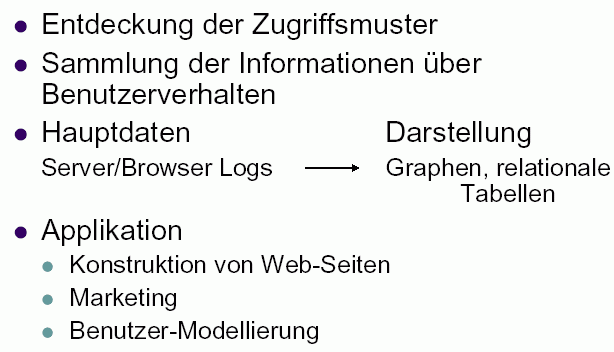 Entdeckung der Zugriffsmuster
Sammlung der Informationen über
Benutzerverhalten
Hauptdaten Darstellung
Server/Browser Logs Graphen, relationale
Tabellen
Applikation
Konstruktion von Web-Seiten
Marketing
Benutzer-Modellierung